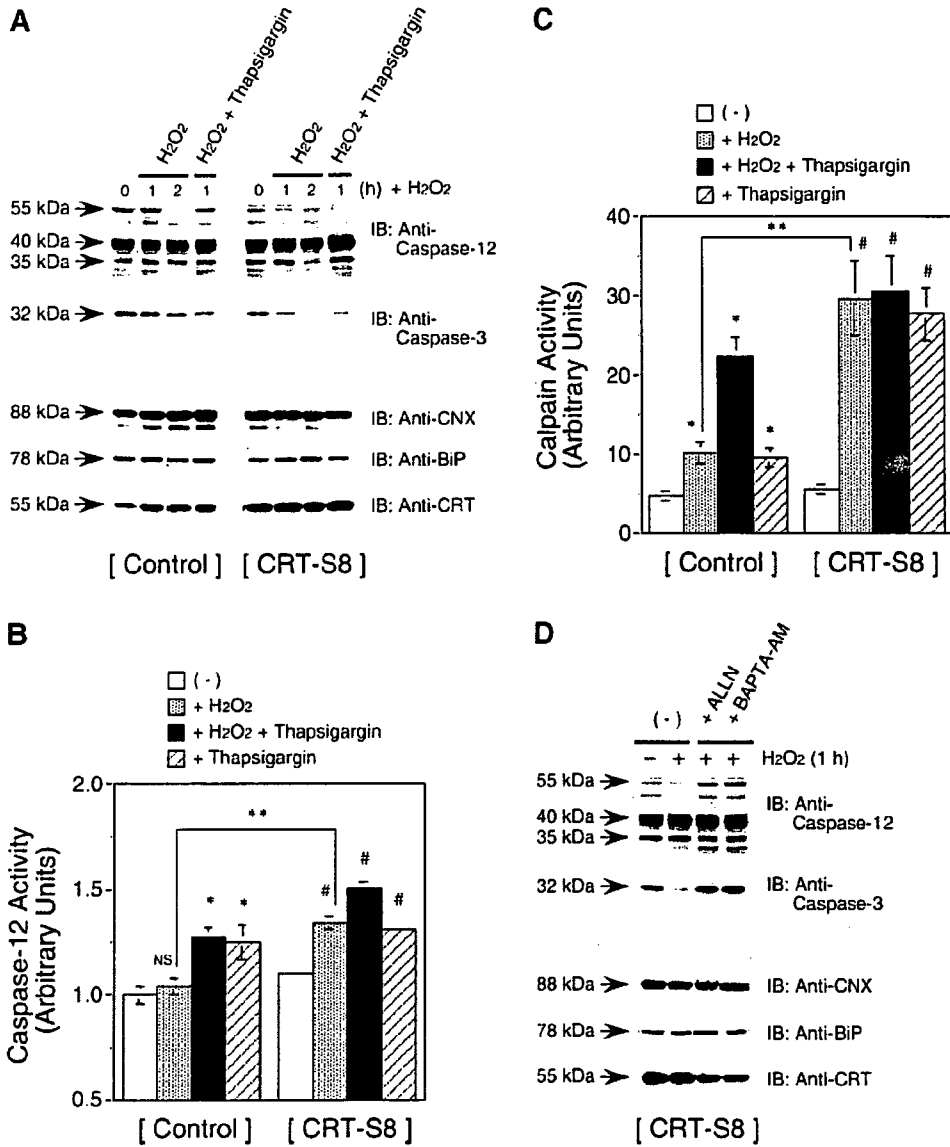 A
H2O2
H2O2 + Thapsigargin
H2O2
H2O2 + Thapsigargin
0 1 2 1 0 1 2 1 (h) + H2O2
55 kDa
40 kDa
35 kDa
IB: Anti-
Caspase-12
32 kDa
IB: Anti-
Caspase-3
88 kDa
IB: Anti-CNX
78 kDa
IB: Anti-BiP
55 kDa
IB: Anti-CRT
[ Control ] [ CRT-S8 ]
B
( - )
+ H2O2
+ H2O2 + Thapsigargin
+ Thapsigargin
Caspase-12 Activity
(Arbitrary Units)
2.0
1.5
1.0
0.5
**
NS
*
*
#
#
#
[ Control ] [ CRT-S8 ]
C
( - )
+ H2O2
+ H2O2 + Thapsigargin
+ Thapsigargin
Calpain Activity
(Arbitrary Units)
40
30
20
10
0
**
*
*
*
#
#
#
[ Control ] [ CRT-S8 ]
D
( - )
+ ALLN
+ BAPTA-AM
− + + + H2O2 (1 h)
55 kDa
40 kDa
35 kDa
IB: Anti-
Caspase-12
32 kDa
IB: Anti-
Caspase-3
88 kDa
IB: Anti-CNX
78 kDa
IB: Anti-BiP
55 kDa
IB: Anti-CRT
[ CRT-S8 ]